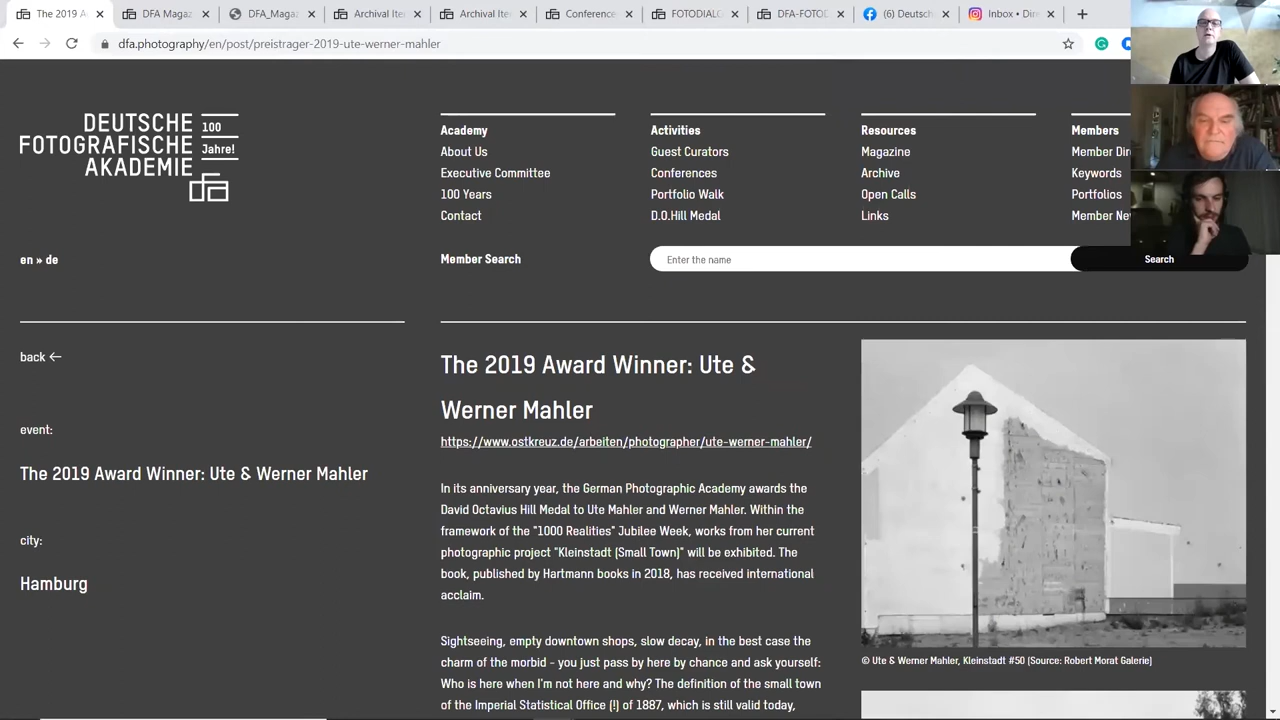 The 2019 A
DFA Magaz
DFA_Magaz
Archival Ite
Archival Ite
Conference
FOTODIALO
DFA-FOTOD
(6) Deutsch
Inbox • Dire
dfa.photography/en/post/preistrager-2019-ute-werner-mahler
DEUTSCHE
FOTOGRAFISCHE
AKADEMIE
100
Jahre!
Academy
About Us
Executive Committee
100 Years
Contact
Activities
Guest Curators
Conferences
Portfolio Walk
D.O.Hill Medal
Resources
Magazine
Archive
Open Calls
Links
Members
Member Dir
Keywords
Portfolios
Member Ne
en » de
Member Search
Enter the name
Search
back ←
event:
The 2019 Award Winner: Ute & Werner Mahler
city:
Hamburg
The 2019 Award Winner: Ute &
Werner Mahler
https://www.ostkreuz.de/arbeiten/photographer/ute-werner-mahler/
In its anniversary year, the German Photographic Academy awards the
David Octavius Hill Medal to Ute Mahler and Werner Mahler. Within the
framework of the "1000 Realities" Jubilee Week, works from her current
photographic project "Kleinstadt (Small Town)" will be exhibited. The
book, published by Hartmann books in 2018, has received international
acclaim.
Sightseeing, empty downtown shops, slow decay, in the best case the
charm of the morbid - you just pass by here by chance and ask yourself:
Who is here when I'm not here and why? The definition of the small town
of the Imperial Statistical Office (!) of 1887, which is still valid today,
© Ute & Werner Mahler, Kleinstadt #50 (Source: Robert Morat Galerie)